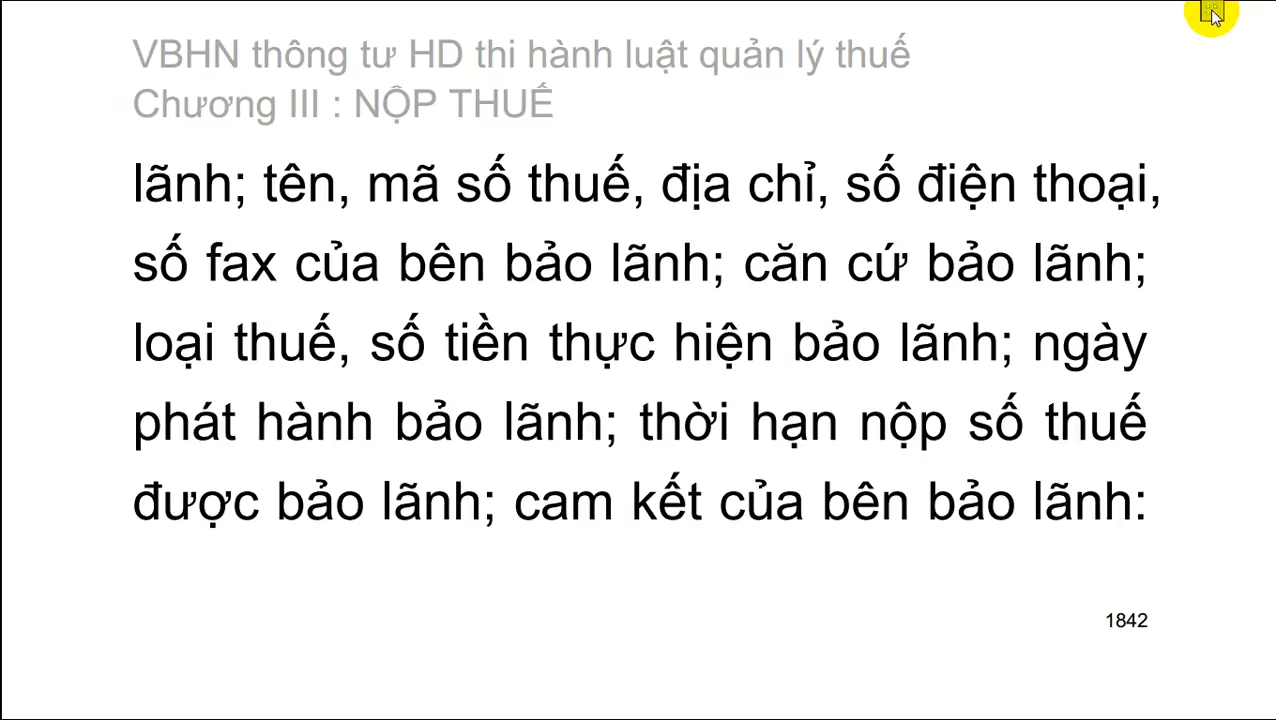 VBHN thông tư HD thi hành luật quản lý thuế
Chương III : NỘP THUẾ
lãnh; tên, mã số thuế, địa chỉ, số điện thoại,
số fax của bên bảo lãnh; căn cứ bảo lãnh;
loại thuế, số tiền thực hiện bảo lãnh; ngày
phát hành bảo lãnh; thời hạn nộp số thuế
được bảo lãnh; cam kết của bên bảo lãnh:
1842